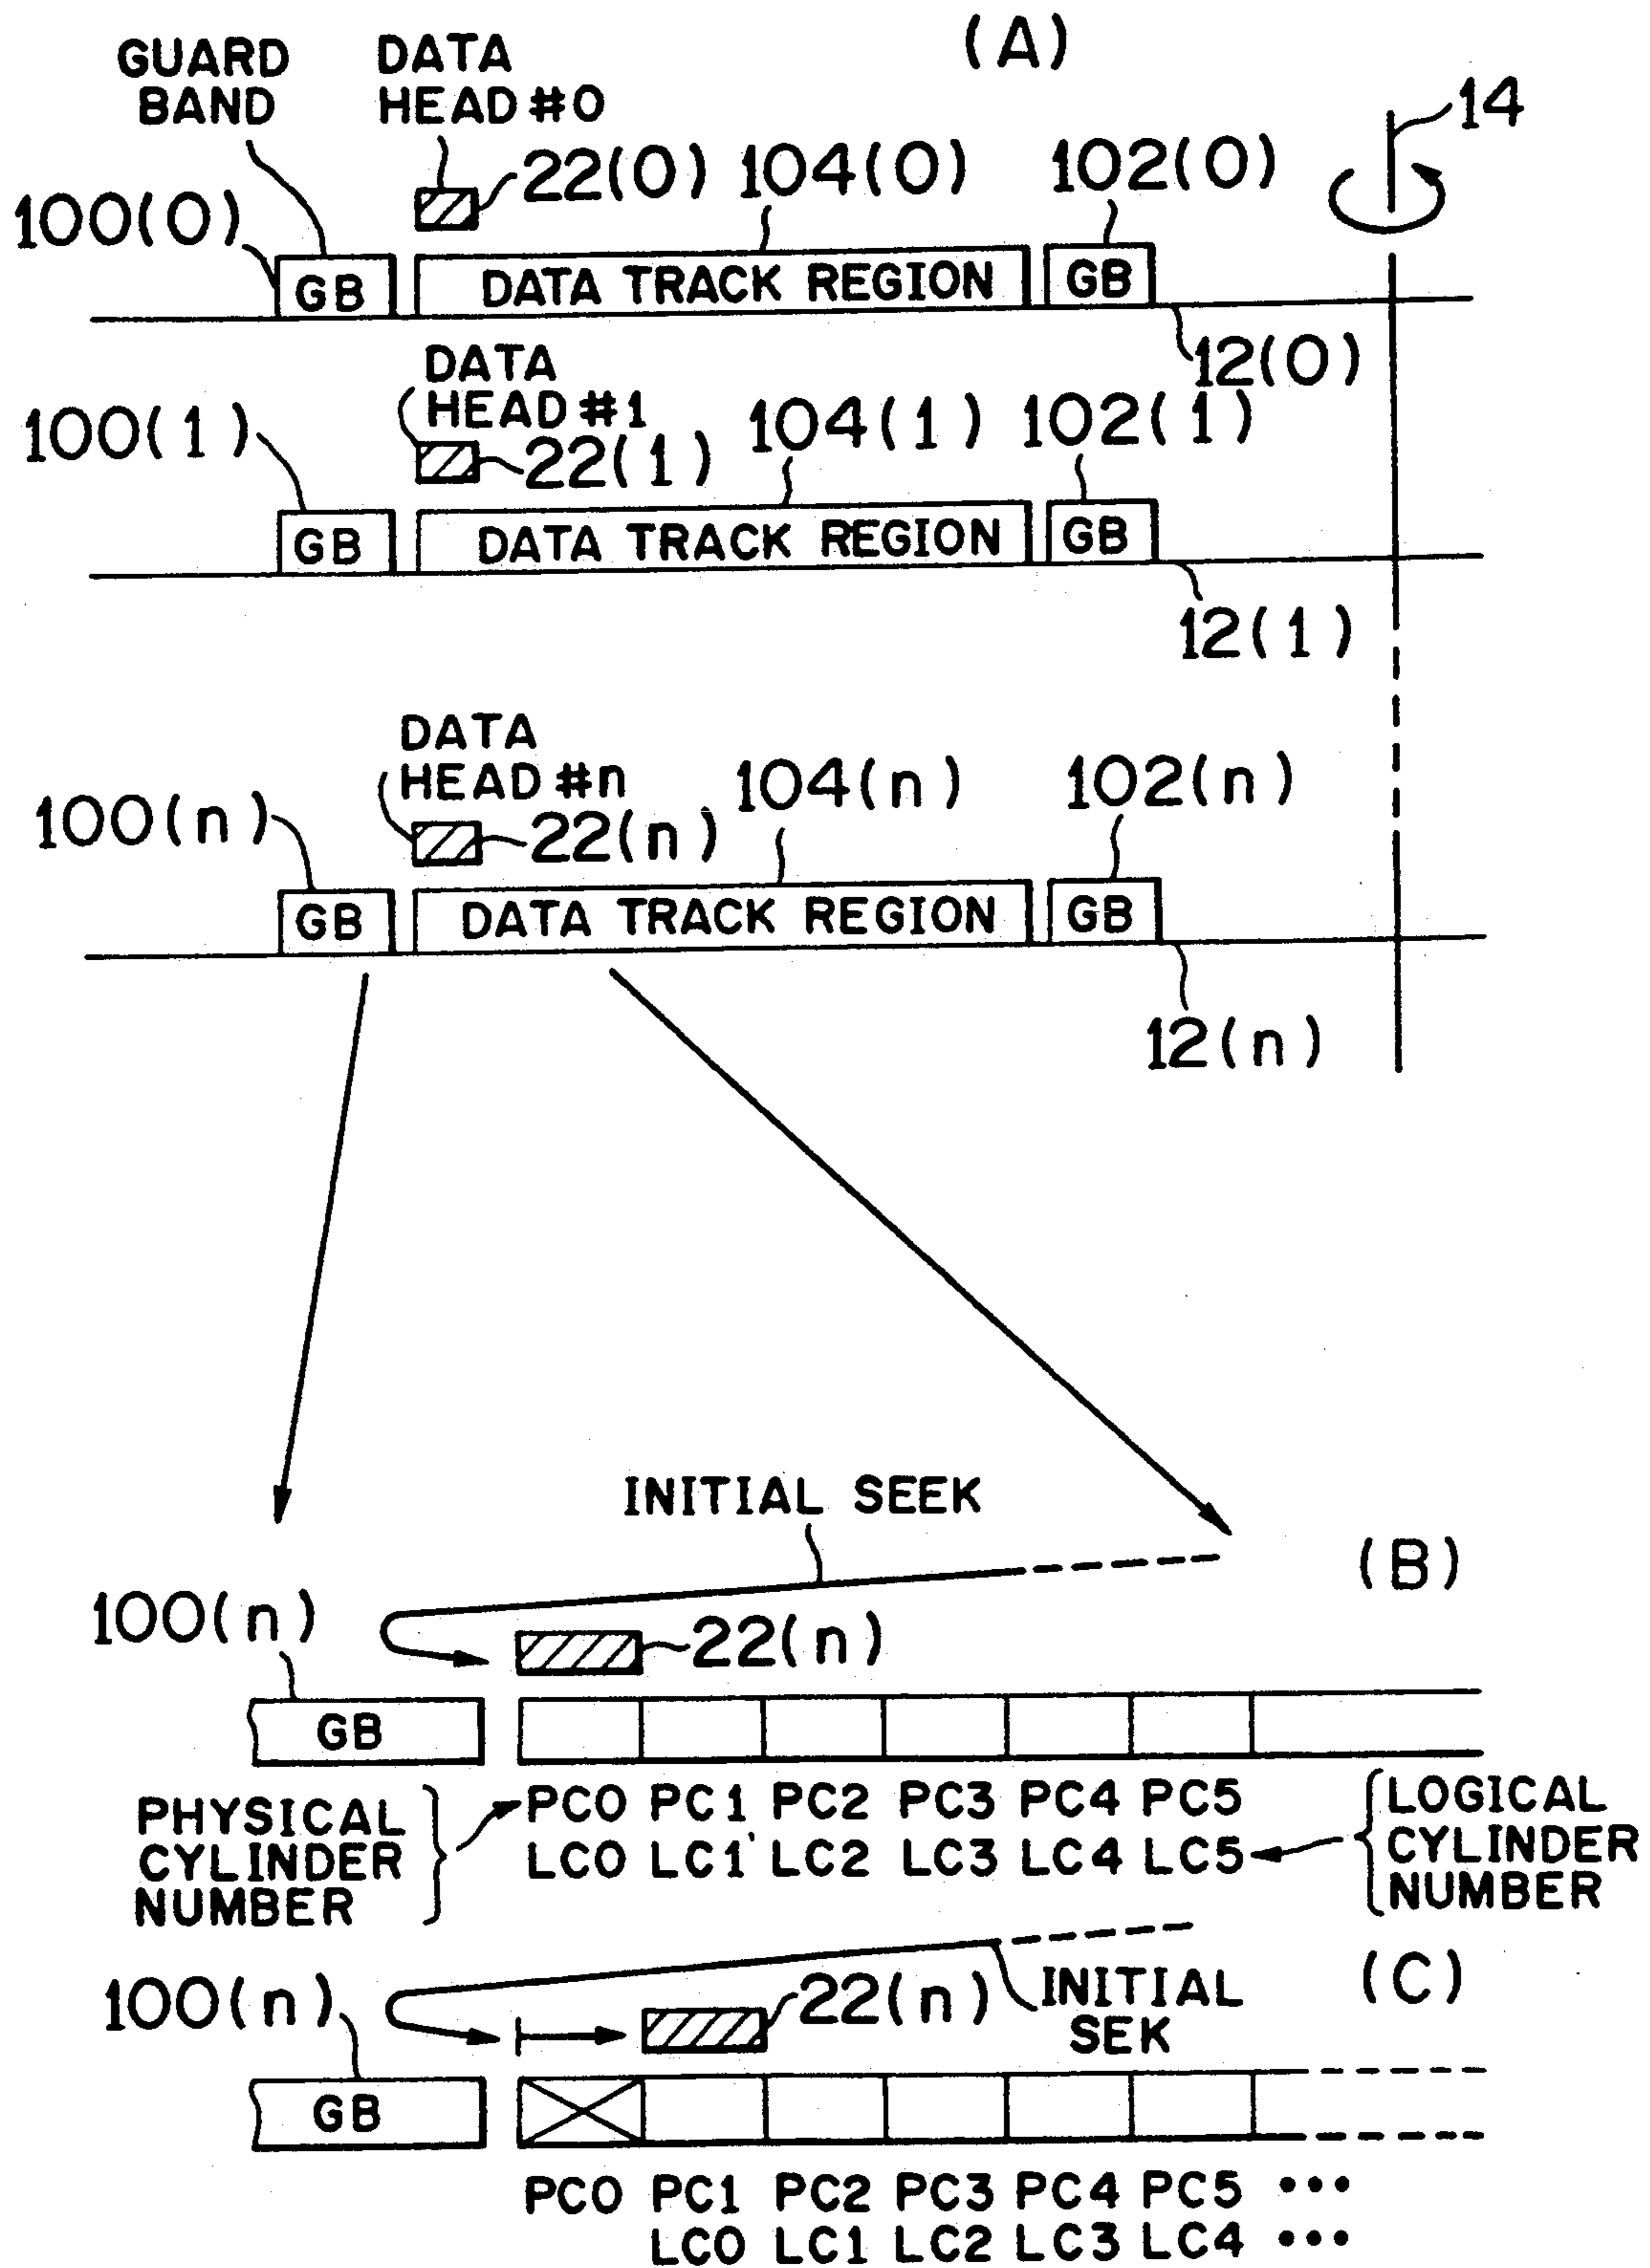 (A)
GUARD
BAND
DATA
HEAD #0
14
22(0)
104(0)
102(0)
100(0)
GB
DATA TRACK REGION
GB
12(0)
DATA
HEAD #1
100(1)
22(1)
104(1)
102(1)
GB
DATA TRACK REGION
GB
12(1)
DATA
HEAD #n
100(n)
22(n)
104(n)
102(n)
GB
DATA TRACK REGION
GB
12(n)
INITIAL SEEK
(B)
100(n)
22(n)
GB
PHYSICAL
CYLINDER
NUMBER
PC0 PC1 PC2 PC3 PC4 PC5
LC0 LC1 LC2 LC3 LC4 LC5
LOGICAL
CYLINDER
NUMBER
(C)
100(n)
22(n)
INITIAL
SEK
GB
PC0 PC1 PC2 PC3 PC4 PC5 •••
LC0 LC1 LC2 LC3 LC4 •••